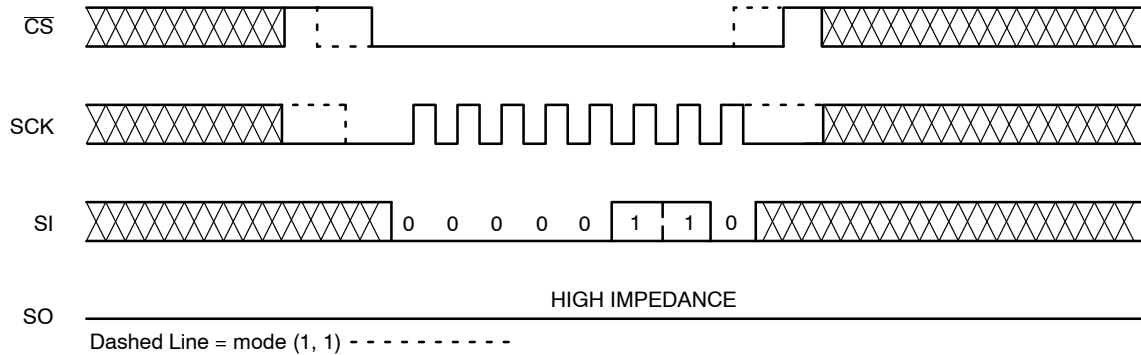 CS
SCK
SI 0 0 0 0 0 1 1 0
HIGH IMPEDANCE
SO
Dashed Line = mode (1, 1)